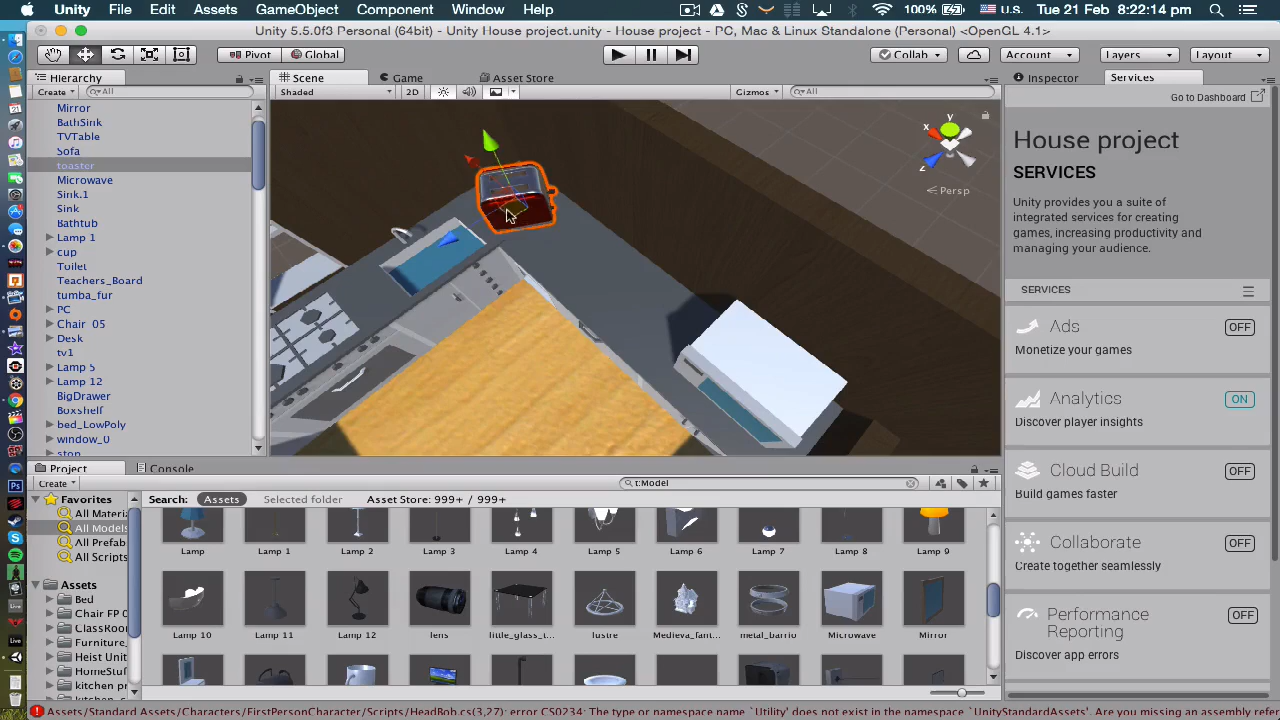 Unity File Edit Assets GameObject Component Window Help 100% U.S. Tue 21 Feb 8:22:14 pm
Unity 5.5.0f3 Personal (64bit) - Unity House project.unity - House project - PC, Mac & Linux Standalone (Personal) <OpenGL 4.1>
Pivot Global Collab Account Layers Layout
Hierarchy
Create All
Mirror
BathSink
TVTable
Sofa
toaster
Microwave
Sink.1
Sink
Bathtub
Lamp 1
cup
Toilet
Teachers_Board
tumba_fur
PC
Chair 05
Desk
tv1
Lamp 5
Lamp 12
BigDrawer
Boxshelf
bed_LowPoly
window_0
stop
Scene Game Asset Store
Shaded 2D Gizmos All
y
x
z
Persp
Inspector Services
Go to Dashboard
House project
SERVICES
Unity provides you a suite of
integrated services for creating
games, increasing productivity and
managing your audience.
SERVICES
Ads OFF
Monetize your games
Analytics ON
Discover player insights
Cloud Build OFF
Build games faster
Collaborate OFF
Create together seamlessly
Performance
Reporting OFF
Discover app errors
Project Console
Create t:Model
Favorites
All Materi
All Models
All Prefab
All Scripts
Assets
Bed
Chair FP 0
ClassRoo
Furniture_
Heist Unit
HomeStuf
kitchen pr
Search: Assets Selected folder Asset Store: 999+ / 999+
Lamp Lamp 1 Lamp 2 Lamp 3 Lamp 4 Lamp 5 Lamp 6 Lamp 7 Lamp 8 Lamp 9
Lamp 10 Lamp 11 Lamp 12 lens little_glass_t... lustre Medieva_fant... metal_barrio Microwave Mirror
Assets/Standard Assets/Characters/FirstPersonCharacter/Scripts/HeadBob.cs(3,27): error CS0234: The type or namespace name `Utility' does not exist in the namespace `UnityStandardAssets'. Are you missing an assembly refer